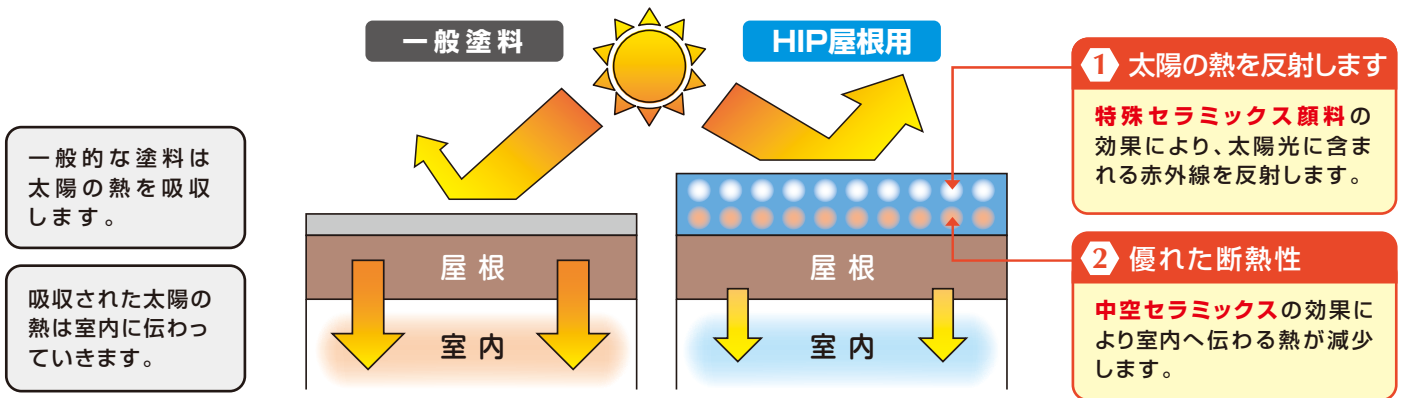 一般塗料
HIP屋根用
一般的な塗料は
太陽の熱を吸収
します。
吸収された太陽の
熱は室内に伝わっ
ていきます。
屋根
室内
屋根
室内
1 太陽の熱を反射します
特殊セラミックス顔料の
効果により、太陽光に含ま
れる赤外線を反射します。
2 優れた断熱性
中空セラミックスの効果に
より室内へ伝わる熱が減少
します。